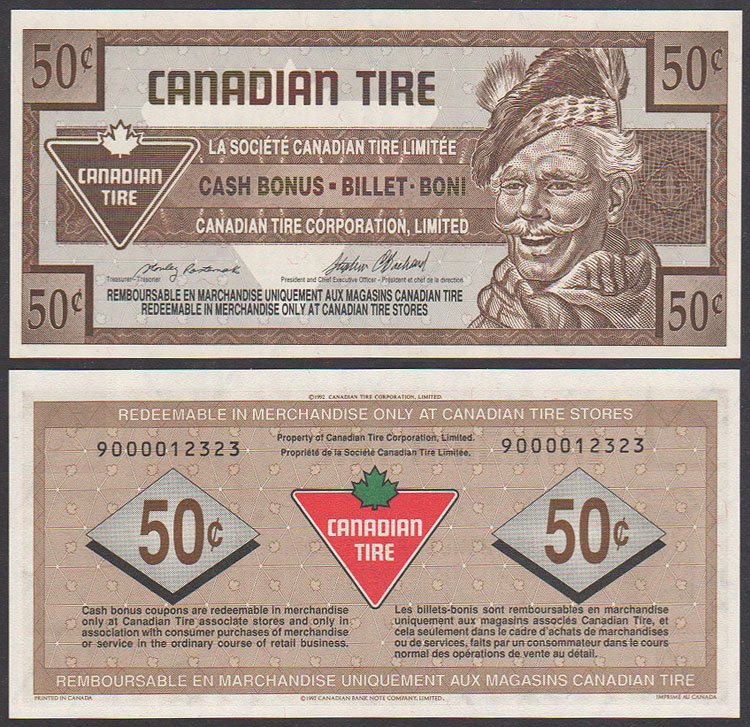 50¢
CANADIAN TIRE
50¢
LA SOCIÉTÉ CANADIAN TIRE LIMITÉE
CANADIAN
TIRE
CASH BONUS - BILLET-BONI
CANADIAN TIRE CORPORATION, LIMITED
Treasurer-Trésorier
President and Chief Executive Officer - Président et chef de la direction
50¢
REMBOURSABLE EN MARCHANDISE UNIQUEMENT AUX MAGASINS CANADIAN TIRE
REDEEMABLE IN MERCHANDISE ONLY AT CANADIAN TIRE STORES
50¢
©1992 CANADIAN TIRE CORPORATION, LIMITED.
REDEEMABLE IN MERCHANDISE ONLY AT CANADIAN TIRE STORES
9000012323
Property of Canadian Tire Corporation, Limited.
Propriété de la Société Canadian Tire Limitée.
9000012323
50¢
CANADIAN
TIRE
50¢
Cash bonus coupons are redeemable in merchandise
only at Canadian Tire associate stores and only in
association with consumer purchases of merchandise
or service in the ordinary course of retail business.
Les billets-bonis sont remboursables en marchandise
uniquement aux magasins associés Canadian Tire, et
cela seulement dans le cadre d'achats de marchandises
ou de services, faits par un consommateur dans le cours
normal des opérations de vente au détail.
REMBOURSABLE EN MARCHANDISE UNIQUEMENT AUX MAGASINS CANADIAN TIRE
PRINTED IN CANADA
©1992 CANADIAN BANK NOTE COMPANY, LIMITED.
IMPRIMÉ AU CANADA